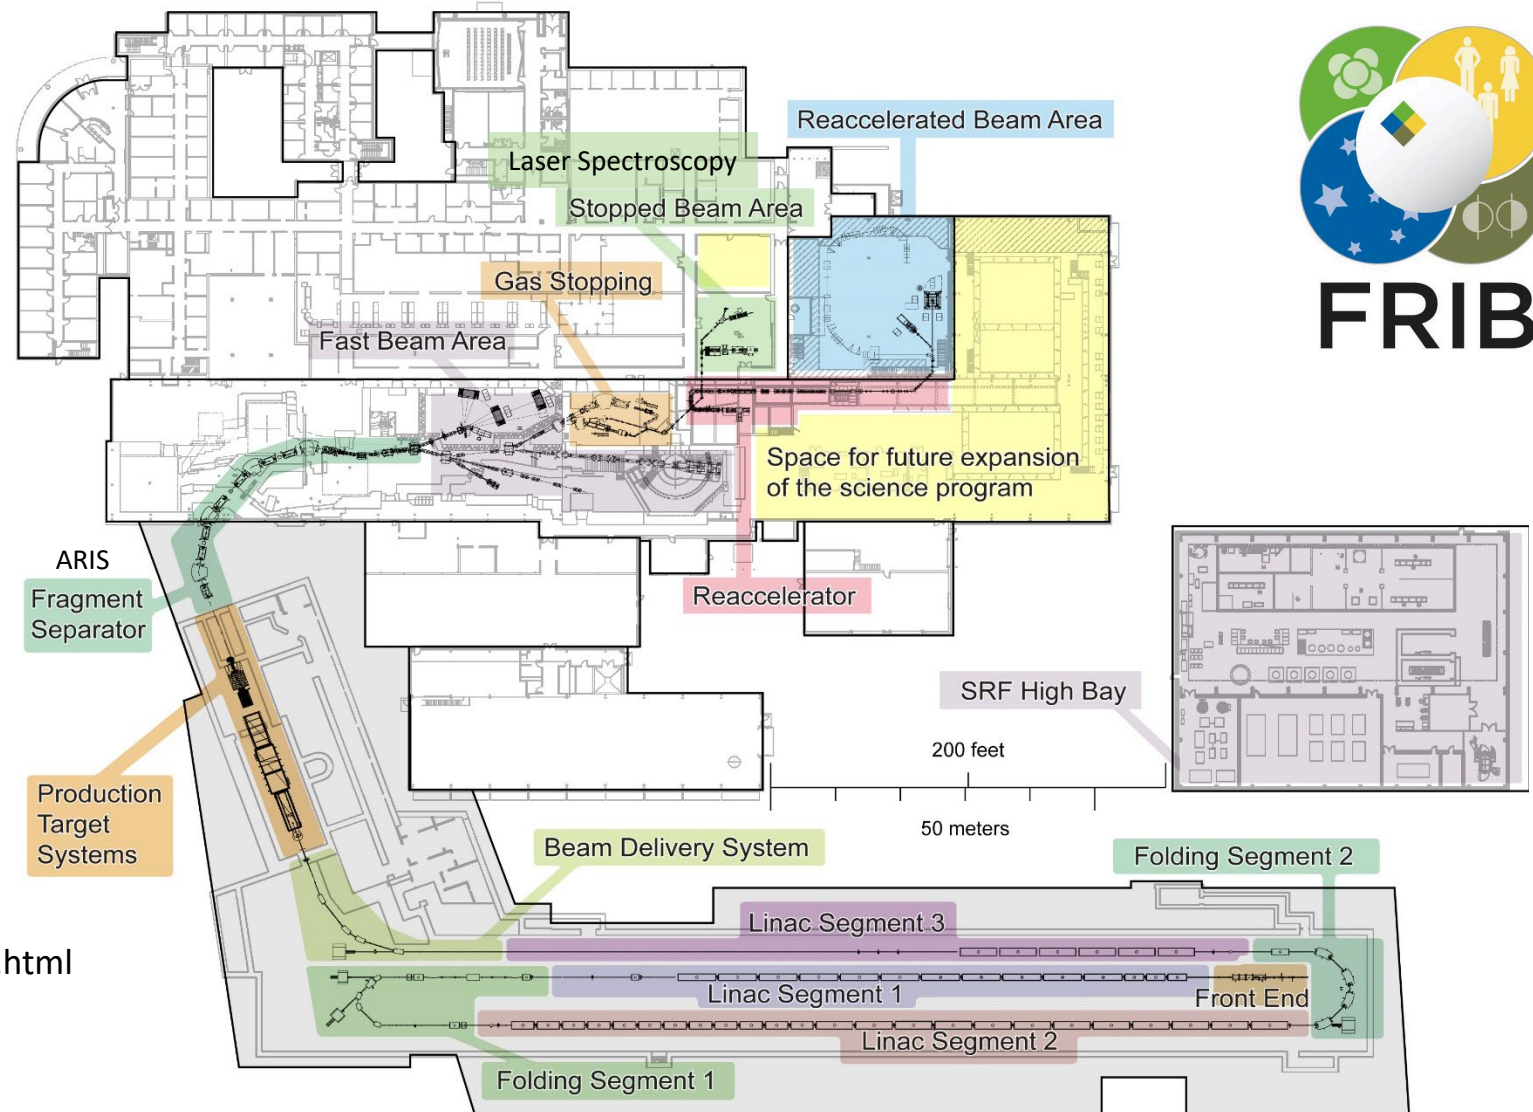 Reaccelerated Beam Area
Laser Spectroscopy
Stopped Beam Area
Gas Stopping
Fast Beam Area
FRIB
Space for future expansion
of the science program
ARIS
Fragment
Separator
Reaccelerator
SRF High Bay
200 feet
50 meters
Production
Target
Systems
Beam Delivery System
Folding Segment 2
Linac Segment 3
.html
Linac Segment 1
Front End
Linac Segment 2
Folding Segment 1